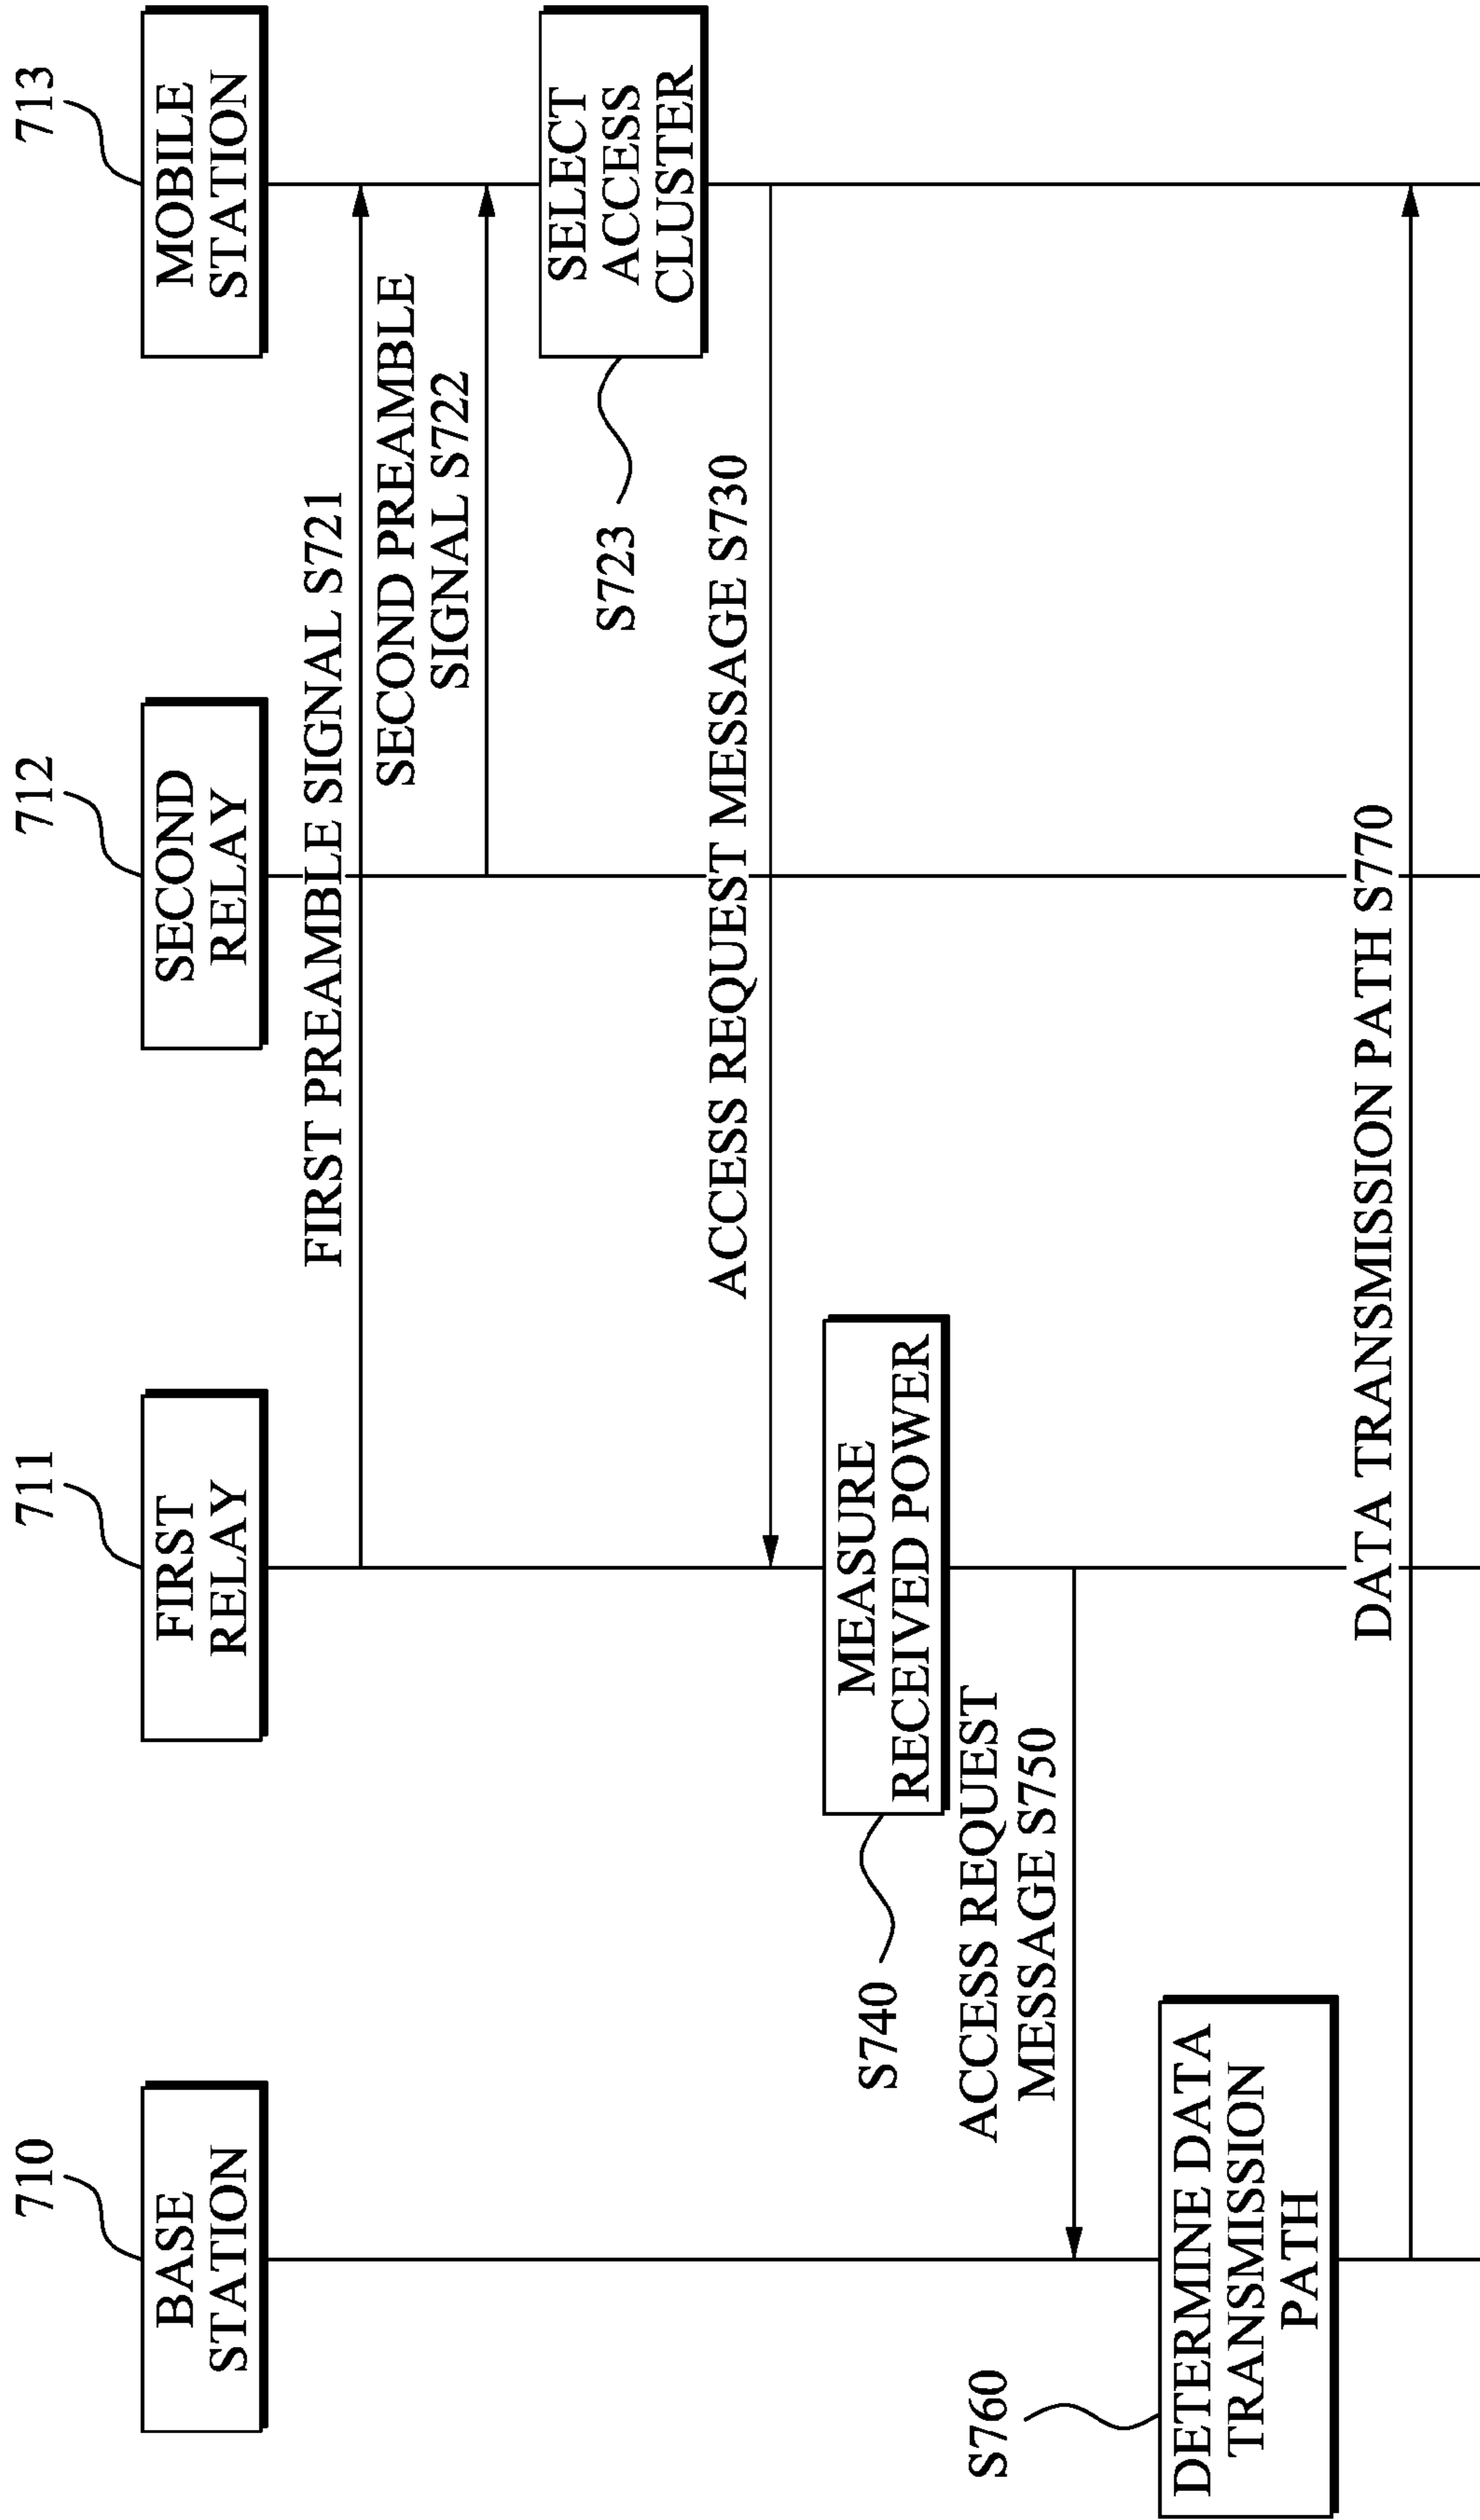 710
711
712
713
BASE
STATION
FIRST
RELAY
SECOND
RELAY
MOBILE
STATION
FIRST PREAMBLE SIGNAL S721
SECOND PREAMBLE
SIGNAL S722
SELECT
ACCESS
CLUSTER
S723
ACCESS REQUEST MESSAGE S730
MEASURE
RECEIVED POWER
S740
ACCESS REQUEST
MESSAGE S750
S760
DETERMINE DATA
TRANSMISSION
PATH
DATA TRANSMISSION PATH S770